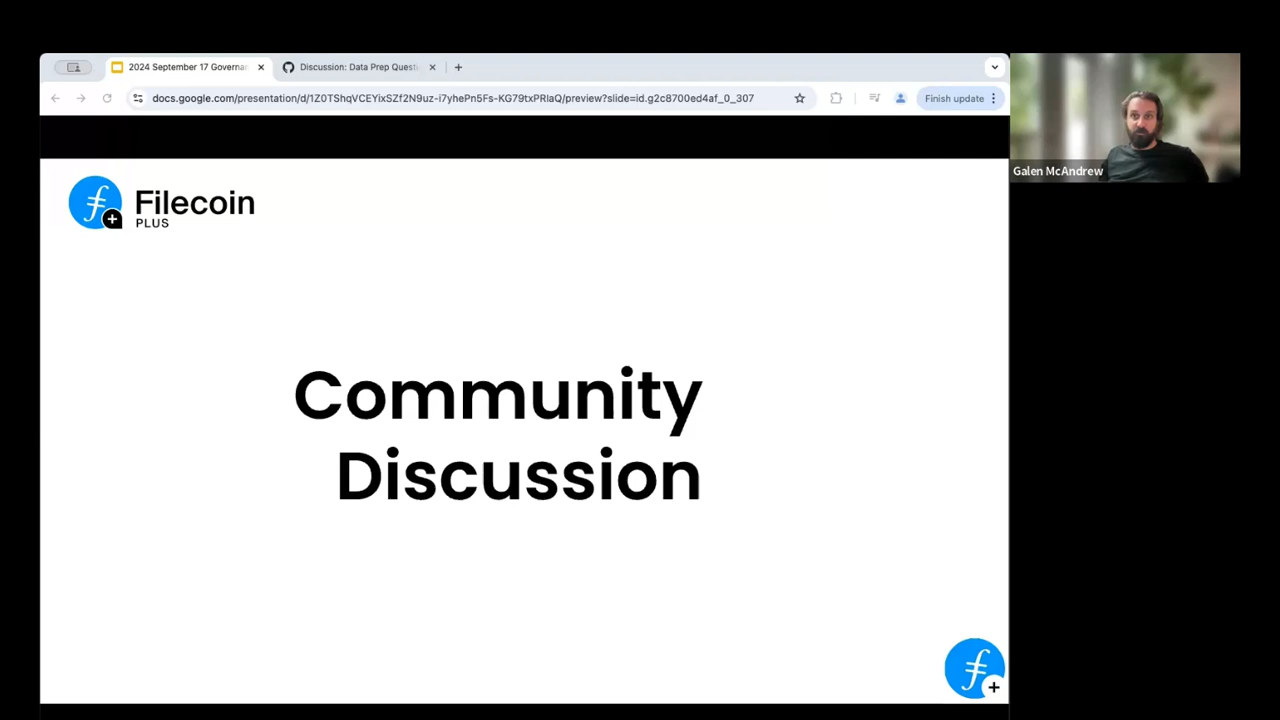 2024 September 17 Governa
Discussion: Data Prep Quest
docs.google.com/presentation/d/1Z0TShqVCEYixSZf2N9uz-i7yhePn5Fs-KG79txPRlaQ/preview?slide=id.g2c8700ed4af_0_307
Finish update
Galen McAndrew
Filecoin
PLUS
Community
Discussion